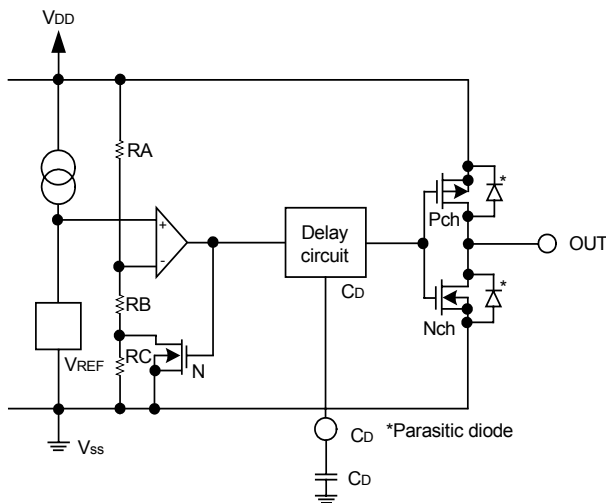 VDD
RA
*
+
Pch
Delay
circuit
OUT
-
*
RB
CD
Nch
RC
N
VREF
Vss
CD
*Parasitic diode
CD